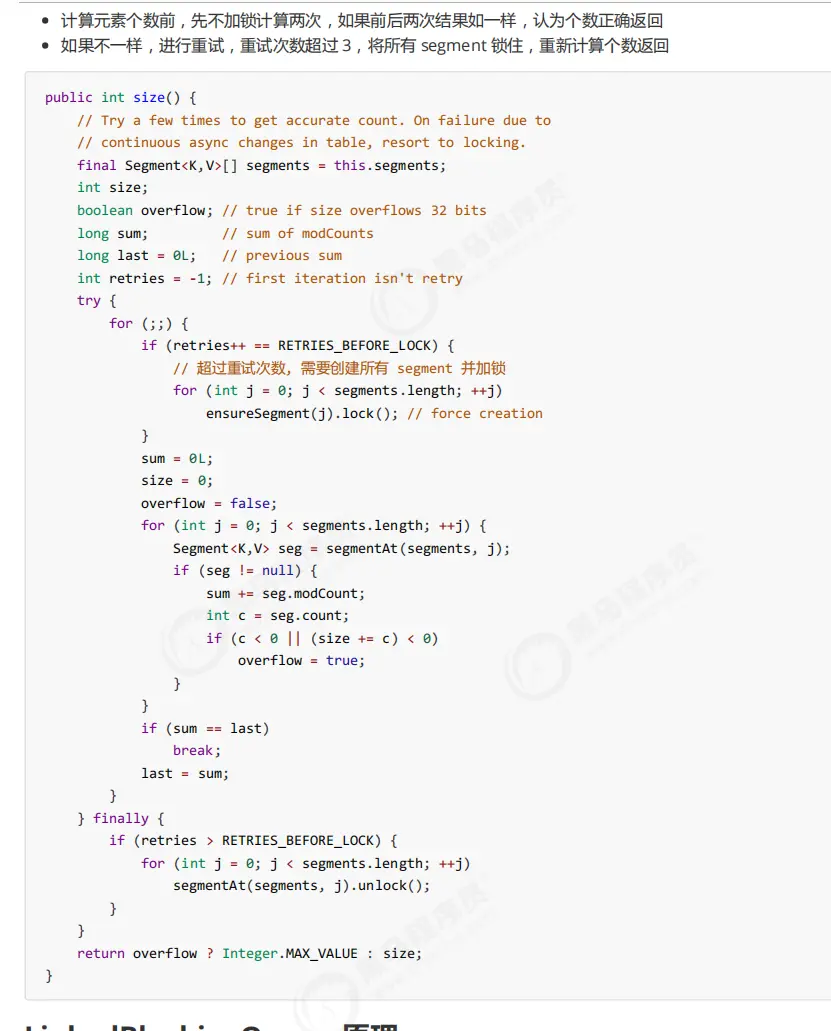 计算元素个数前，先不加锁计算两次，如果前后两次结果如一样，认为个数正确返回
如果不一样，进行重试，重试次数超过 3，将所有 segment 锁住，重新计算个数返回
public int size() {
// Try a few times to get accurate count. On failure due to
// continuous async changes in table, resort to locking.
final Segment<K,V>[] segments = this.segments;
int size;
boolean overflow; // true if size overflows 32 bits
long sum; // sum of modCounts
long last = 0L; // previous sum
int retries = -1; // first iteration isn't retry
try {
for (;;) {
if (retries++ == RETRIES_BEFORE_LOCK) {
// 超过重试次数, 需要创建所有 segment 并加锁
for (int j = 0; j < segments.length; ++j)
ensureSegment(j).lock(); // force creation
}
sum = 0L;
size = 0;
overflow = false;
for (int j = 0; j < segments.length; ++j) {
Segment<K,V> seg = segmentAt(segments, j);
if (seg != null) {
sum += seg.modCount;
int c = seg.count;
if (c < 0 || (size += c) < 0)
overflow = true;
}
}
if (sum == last)
break;
last = sum;
}
} finally {
if (retries > RETRIES_BEFORE_LOCK) {
for (int j = 0; j < segments.length; ++j)
segmentAt(segments, j).unlock();
}
}
return overflow ? Integer.MAX_VALUE : size;
}